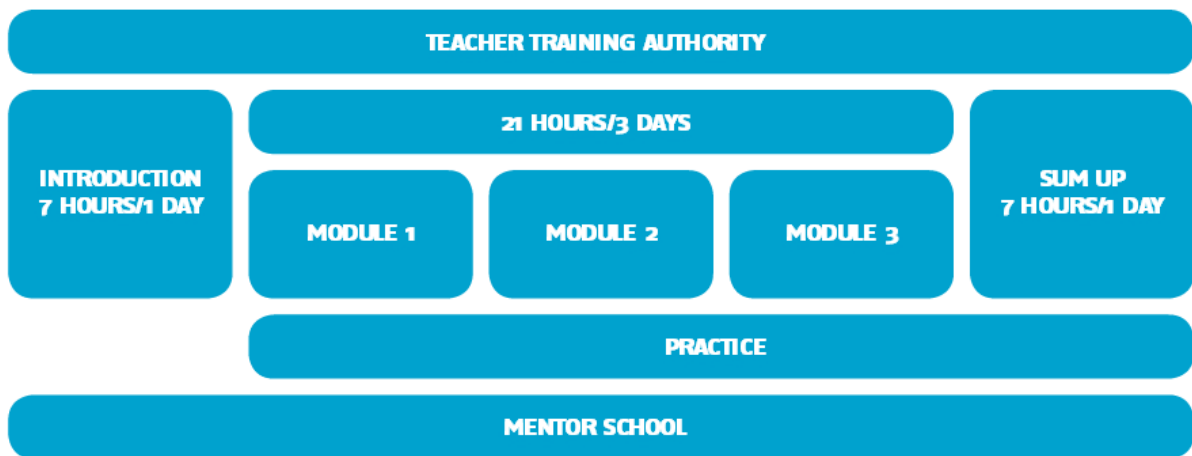 TEACHER TRAINING AUTHORITY
21 HOURS/3 DAYS
INTRODUCTION
7 HOURS/1 DAY
SUM UP
7 HOURS/1 DAY
MODULE 1
MODULE 2
MODULE 3
PRACTICE
MENTOR SCHOOL